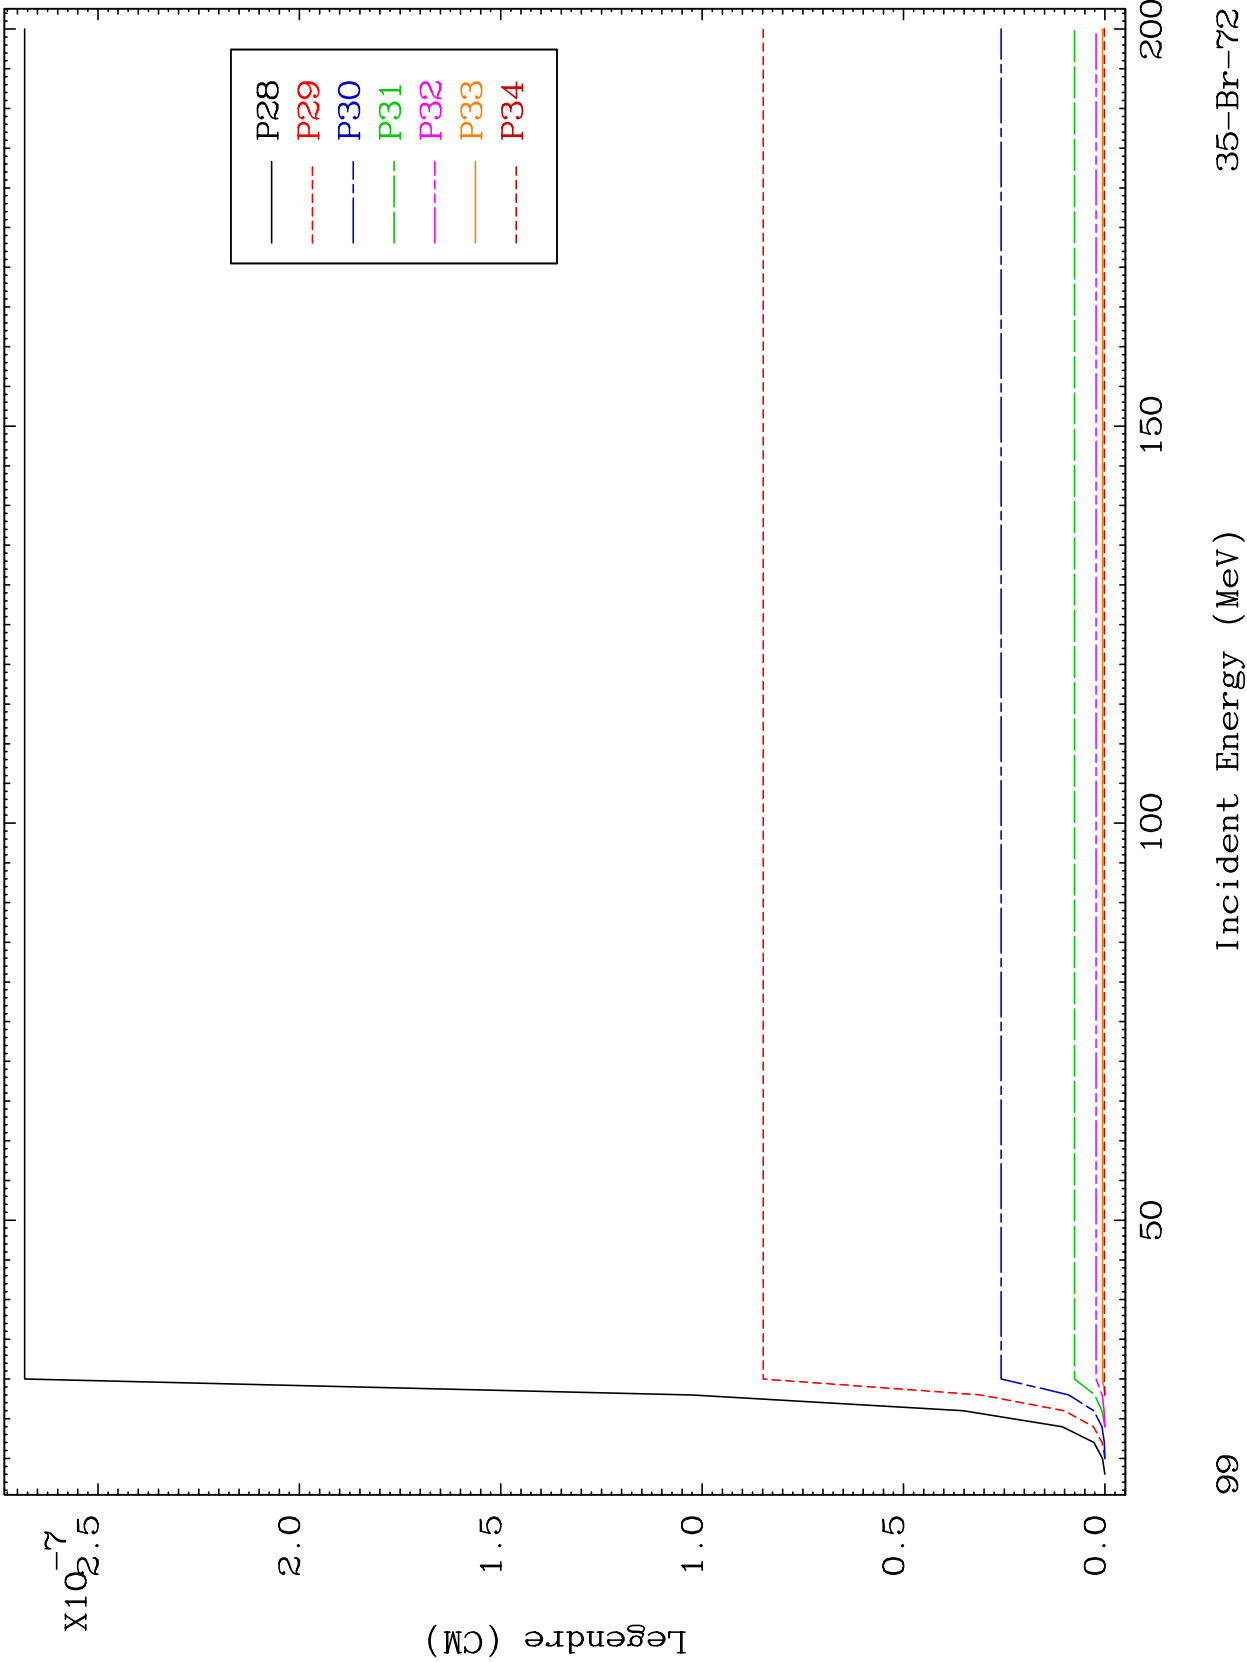 X10-7
2.5
2.0
1.5
1.0
0.5
0.0
Legendre (CM)
P28
P29
P30
P31
P32
P33
P34
50
100
150
200
Incident Energy (MeV)
99
35-Br-72